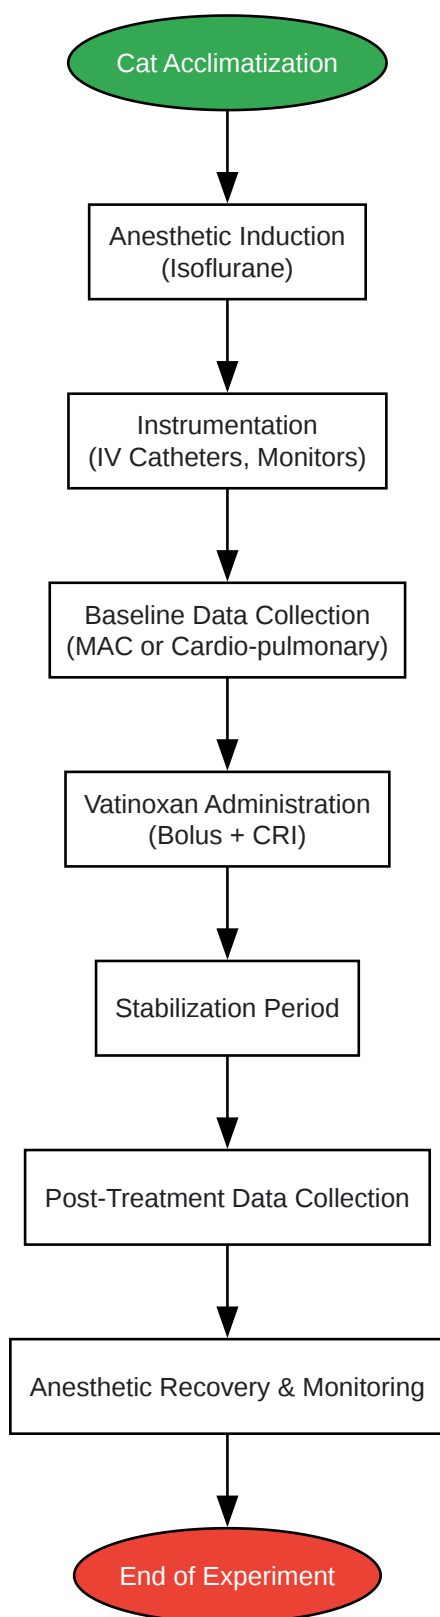 Cat Acclimatization
Anesthetic Induction
(Isoflurane)
Instrumentation
(IV Catheters, Monitors)
Baseline Data Collection
(MAC or Cardio-pulmonary)
Vatinoxan Administration
(Bolus + CRI)
Stabilization Period
Post-Treatment Data Collection
Anesthetic Recovery & Monitoring
End of Experiment